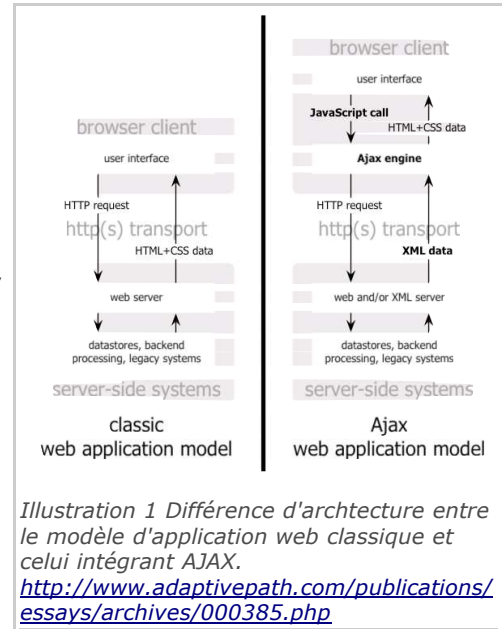 browser client
user interface
HTTP request
http(s) transport
HTML+CSS data
web server
datastores, backend
processing, legacy systems
server-side systems
classic
web application model
browser client
user interface
JavaScript call
HTML+CSS data
Ajax engine
HTTP request
http(s) transport
XML data
web and/or XML server
datastores, backend
processing, legacy systems
server-side systems
Ajax
web application model
Illustration 1 Différence d'archtecture entre
le modèle d'application web classique et
celui intégrant AJAX.
http://www.adaptivepath.com/publications/
essays/archives/000385.php